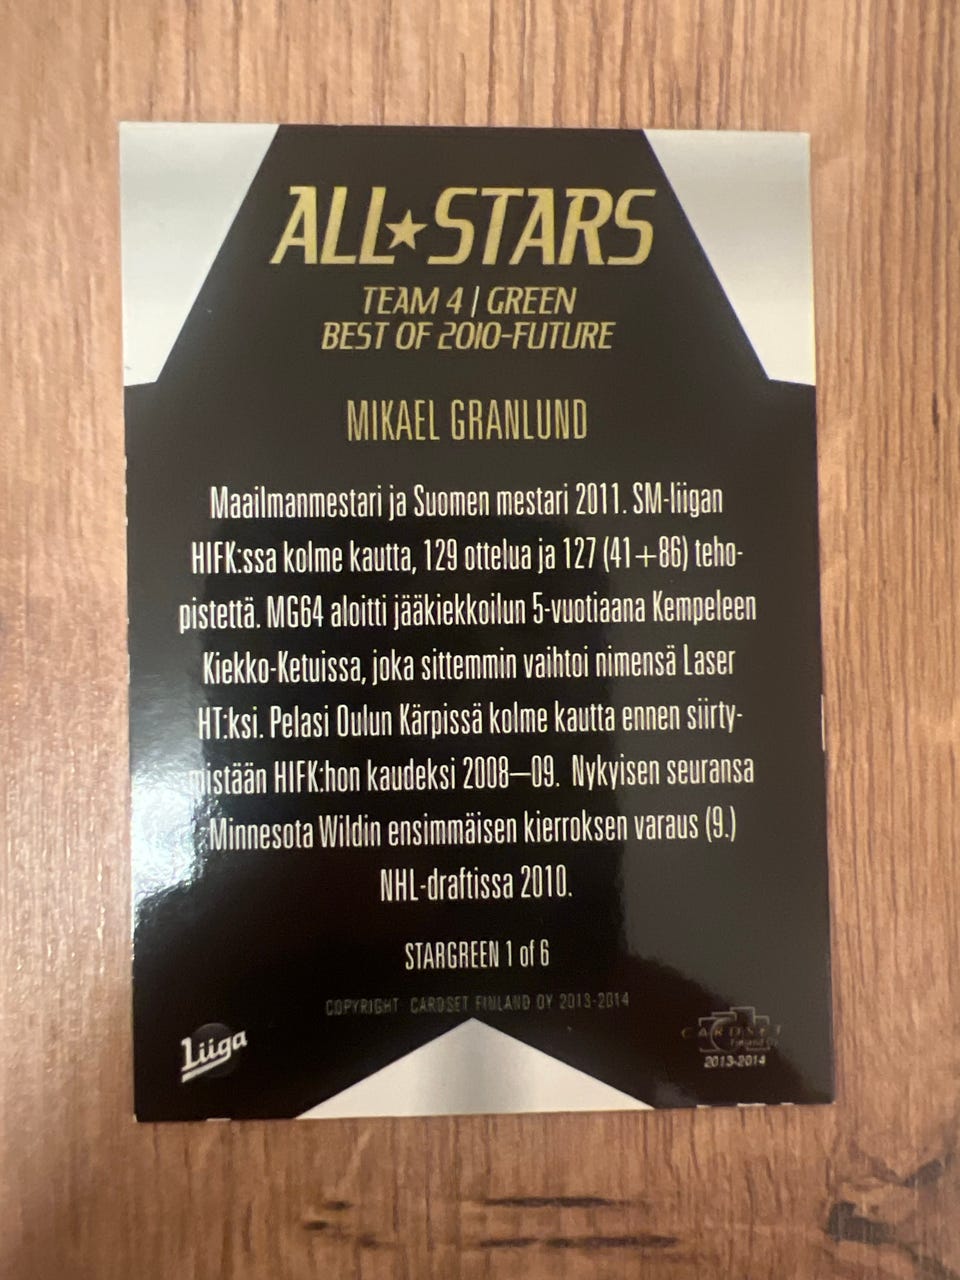 ALL★STARS
TEAM 4 | GREEN
BEST OF 2010-FUTURE
MIKAEL GRANLUND
Maailmanmestari ja Suomen mestari 2011. SM-liigan
HIFK:ssa kolme kautta, 129 ottelua ja 127 (41+86) teho-
pistettä. MG64 aloitti jääkiekkoilun 5-vuotiaana Kempeleen
Kiekko-Ketuissa, joka sittemmin vaihtoi nimensä Laser
HT:ksi. Pelasi Oulun Kärpissä kolme kautta ennen siirty-
mistään HIFK:hon kaudeksi 2008–09. Nykyisen seuransa
Minnesota Wildin ensimmäisen kierroksen varaus (9.)
NHL-draftissa 2010.
STARGREEN 1 of 6
COPYRIGHT CARDSET FINLAND OY 2013-2014
Liiga
CARDSET
Finland Oy
2013-2014